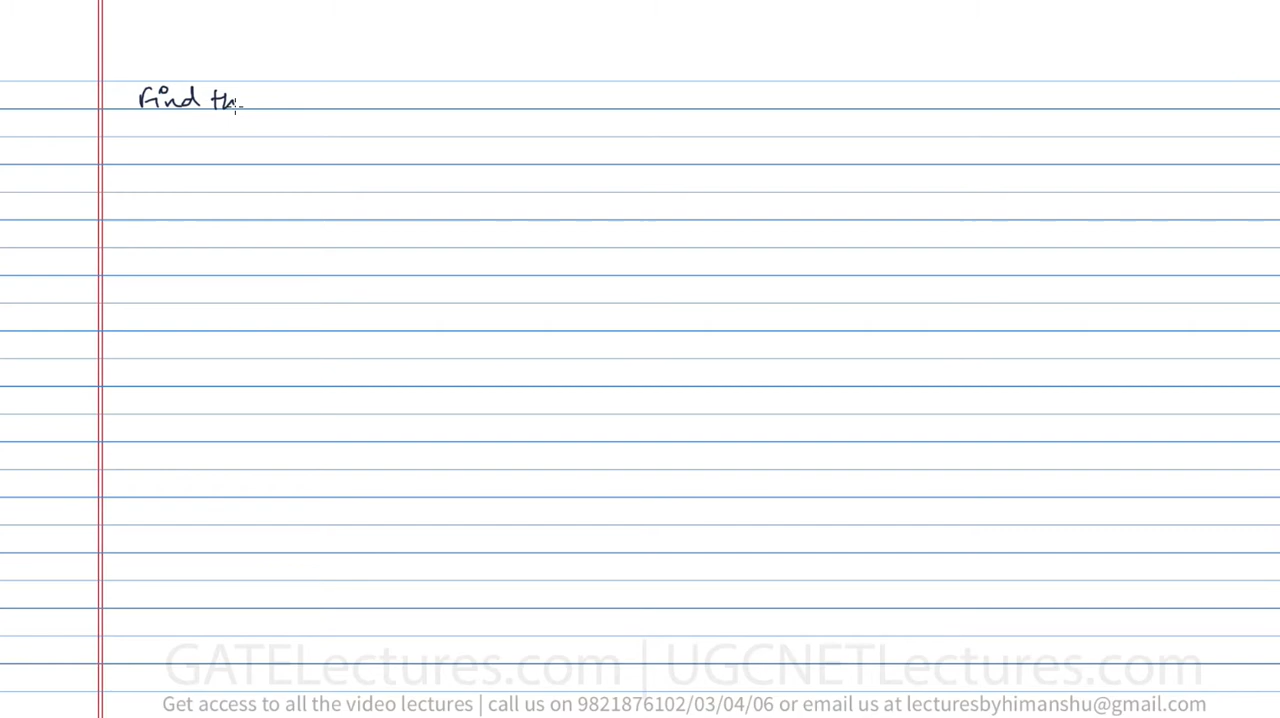 Find th
GATELectures.com | UGCNETLectures.com
Get access to all the video lectures | call us on 9821876102/03/04/06 or email us at lecturesbyhimanshu@gmail.com